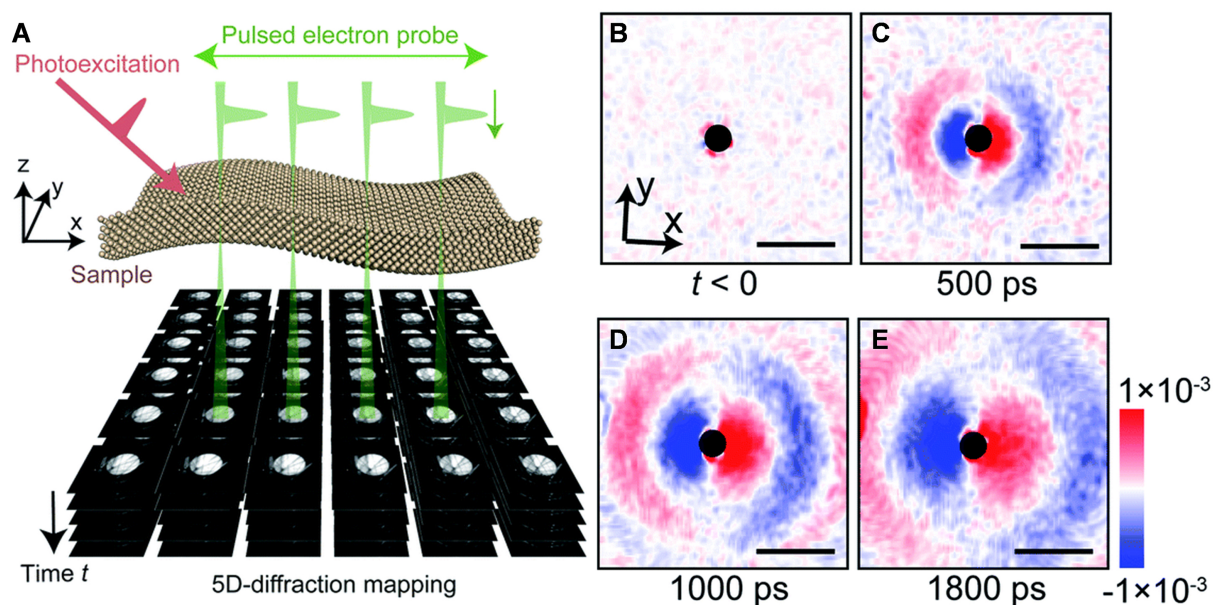 A
Pulsed electron probe
Photoexcitation
z
y
x
Sample
Time t
5D-diffraction mapping
B
y
x
t < 0
C
500 ps
D
1000 ps
E
1800 ps
1×10⁻³
-1×10⁻³